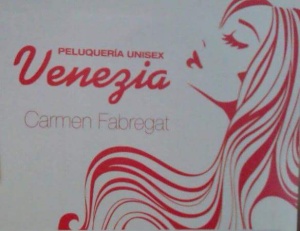 PELUQUERÍA UNISEX
Venezia
Carmen Fabregat